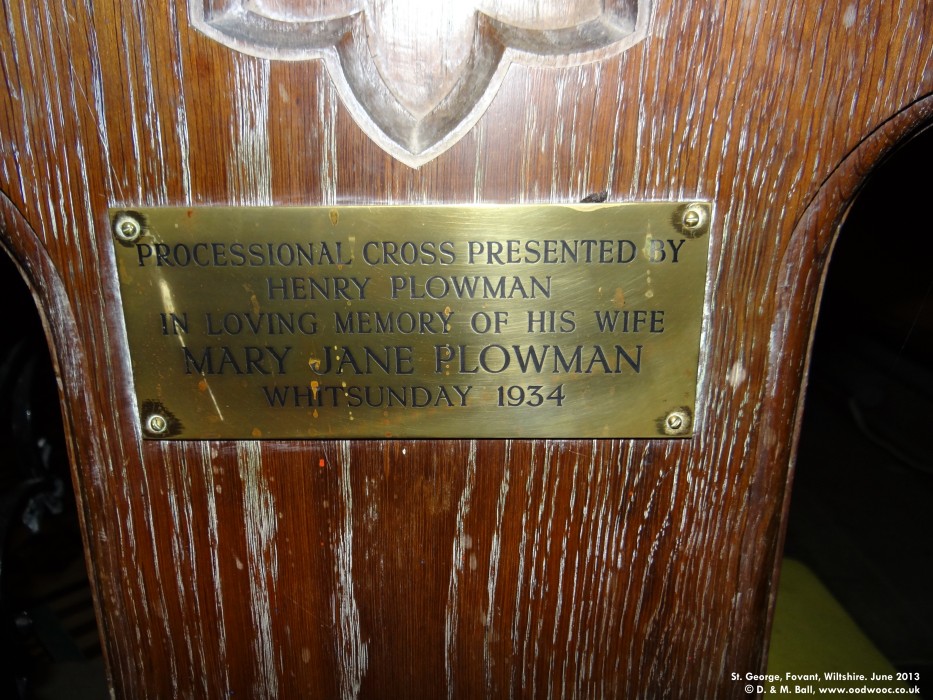 PROCESSIONAL CROSS PRESENTED BY
HENRY PLOWMAN
IN LOVING MEMORY OF HIS WIFE
MARY JANE PLOWMAN
WHITSUNDAY 1934
St. George, Fovant, Wiltshire. June 2013
© D. & M. Ball, www.oodwooc.co.uk